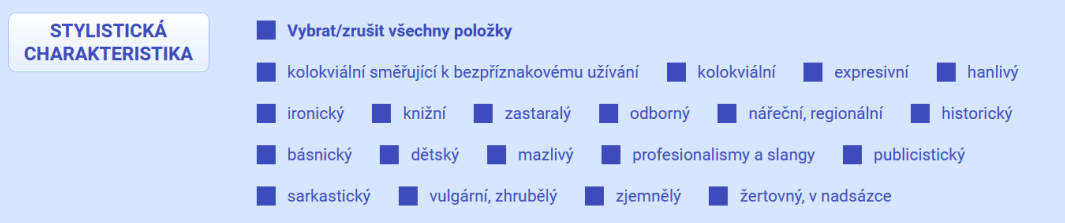 STYLISTICKÁ
CHARAKTERISTIKA
Vybrat/zrušit všechny položky
kolokviální směřující k bezpříznakovému užívání kolokviální expresivní hanlivý
ironický knižní zastaralý odborný nářeční, regionální historický
básnický dětský mazlivý profesionalismy a slangy publicistický
sarkastický vulgární, zhrubělý zjemnělý žertovný, v nadsázce